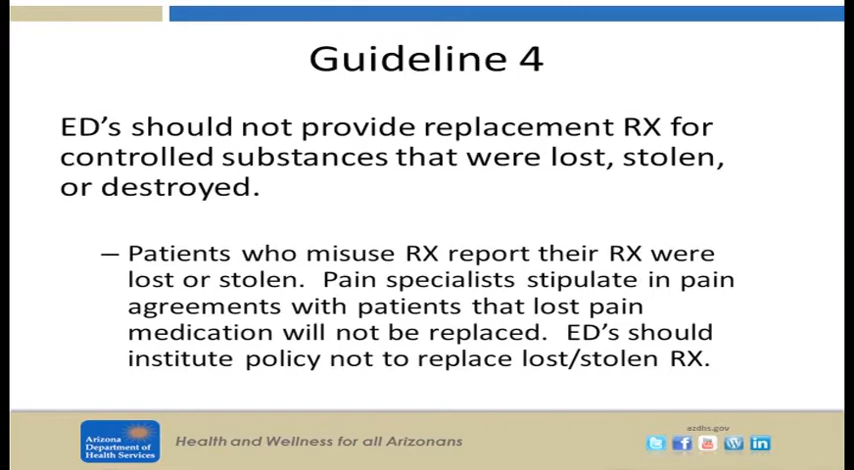 Guideline 4
ED's should not provide replacement RX for
controlled substances that were lost, stolen,
or destroyed.
– Patients who misuse RX report their RX were
lost or stolen.  Pain specialists stipulate in pain
agreements with patients that lost pain
medication will not be replaced.  ED's should
institute policy not to replace lost/stolen RX.
Arizona
Department of
Health Services
Health and Wellness for all Arizonans
azdhs.gov